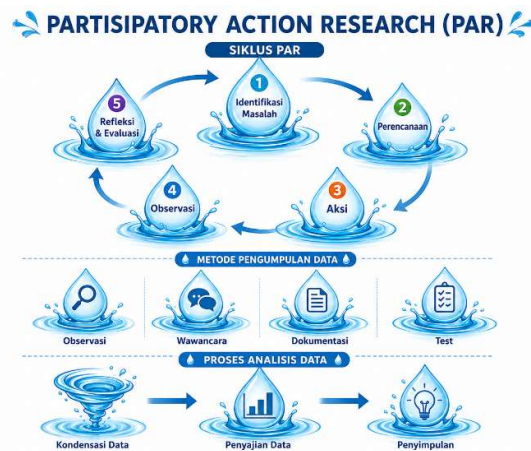 PARTISIPATORY ACTION RESEARCH (PAR)
SIKLUS PAR
1
Identifikasi
Masalah
2
Perencanaan
3
Aksi
4
Observasi
5
Refleksi
& Evaluasi
METODE PENGUMPULAN DATA
Observasi
Wawancara
Dokumentasi
Test
PROSES ANALISIS DATA
Kondensasi Data
Penyajian Data
Penyimpulan